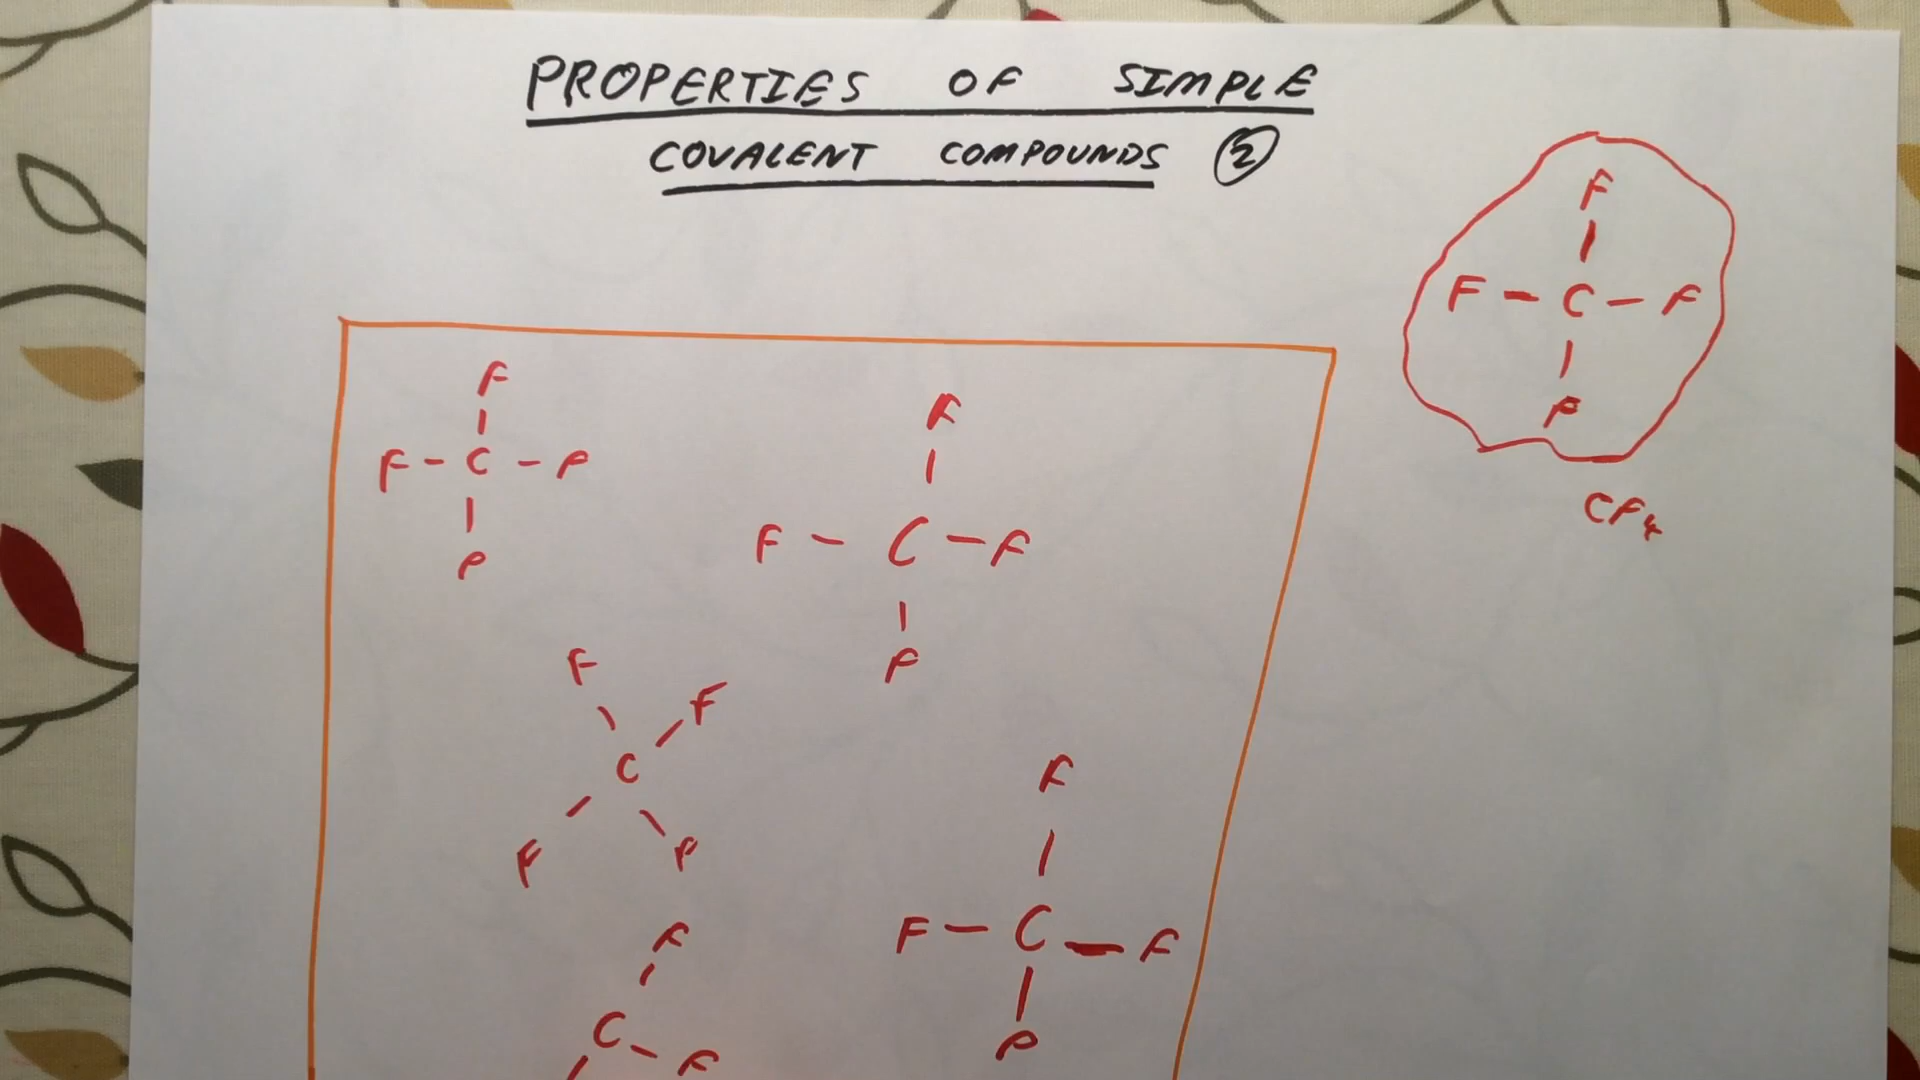 PROPERTIES OF SIMPLE
COVALENT COMPOUNDS ②
F
F - C - F
F
CF₄
F
F - C - F
F
F
F - C - F
F
F F
C
F F
F
F - C - F
F
F
C - F